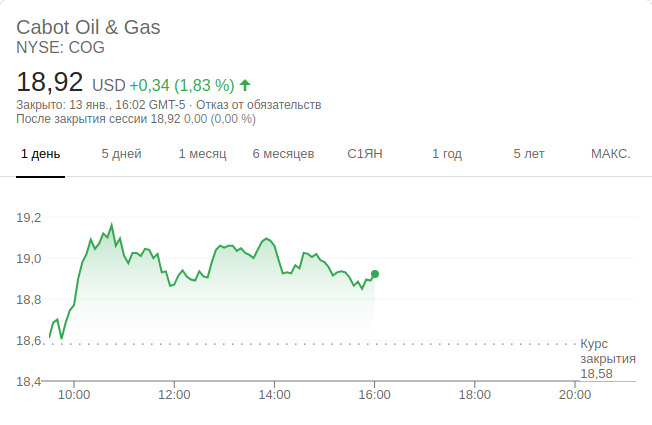 Cabot Oil & Gas
NYSE: COG
18,92 USD +0,34 (1,83 %)
Закрыто: 13 янв., 16:02 GMT-5 · Отказ от обязательств
После закрытия сессии 18,92 0,00 (0,00 %)
1 день 5 дней 1 месяц 6 месяцев С1ЯН 1 год 5 лет МАКС.
19,2
19,0
18,8
18,6
18,4
Курс
закрытия
18,58
10:00 12:00 14:00 16:00 18:00 20:00